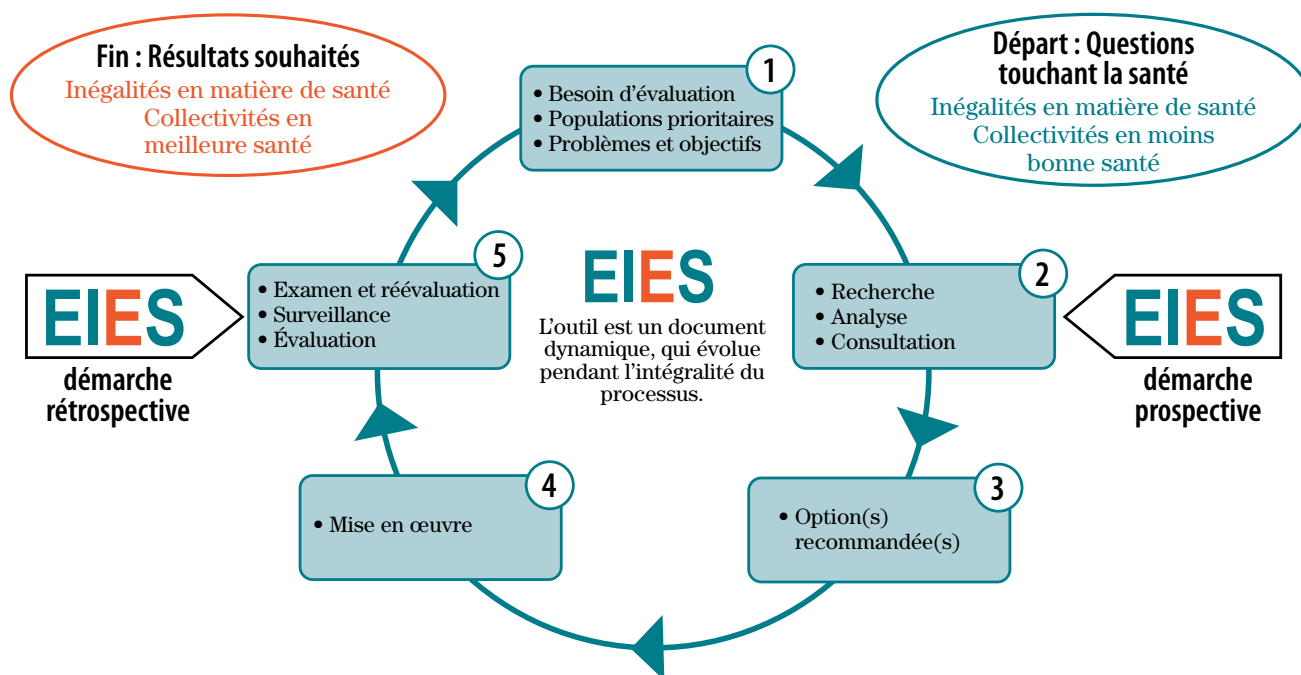 Fin : Résultats souhaités
Inégalités en matière de santé
Collectivités en
meilleure santé
Départ : Questions
touchant la santé
Inégalités en matière de santé
Collectivités en moins
bonne santé
1
• Besoin d'évaluation
• Populations prioritaires
• Problèmes et objectifs
2
• Recherche
• Analyse
• Consultation
EIES
démarche
prospective
3
• Option(s)
recommandée(s)
4
• Mise en œuvre
5
• Examen et réévaluation
• Surveillance
• Évaluation
EIES
démarche
rétrospective
EIES
L'outil est un document
dynamique, qui évolue
pendant l'intégralité du
processus.